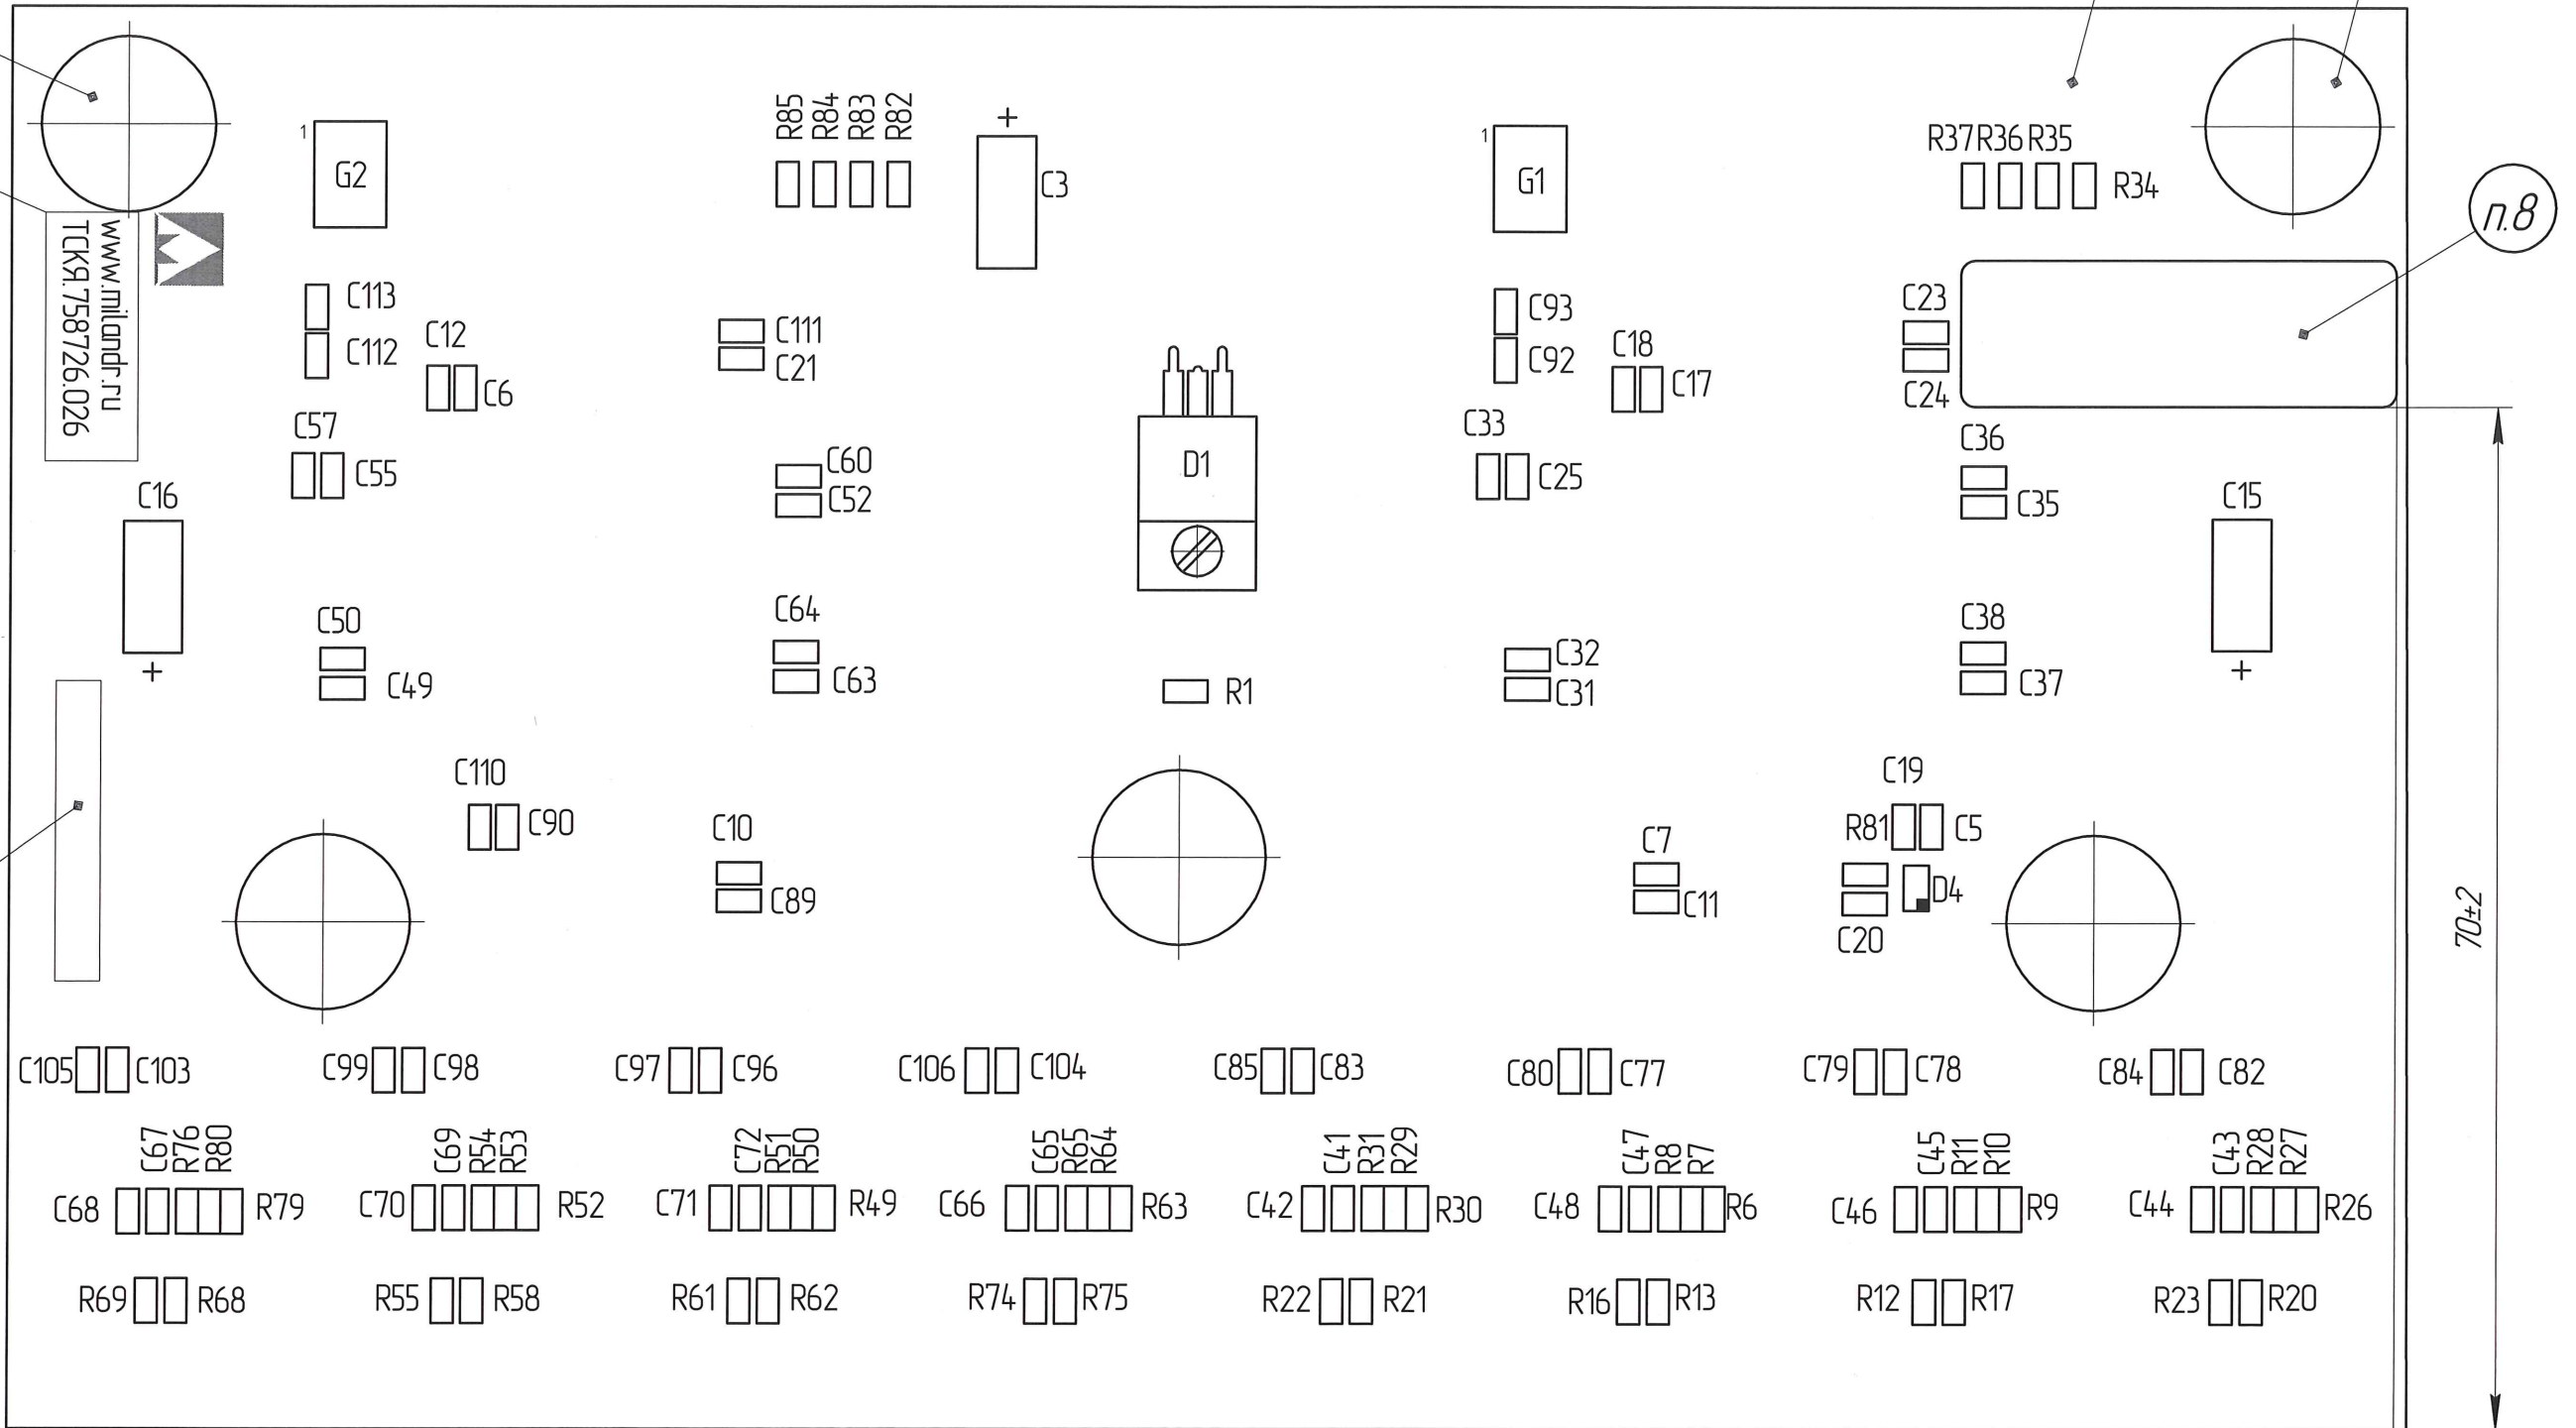 R85 R84 R83 R82
+
C3
1
G2
1
G1
R37 R36 R35
R34
п.8
www.milandr.ru
ТСКЯ.758726.026
C113
C112
C12
C6
C111
C21
C93
C92
C18
C17
C23
C24
C57
C55
C60
C52
D1
C33
C25
C36
C35
C16
+
C15
+
C50
C49
C64
C63
R1
C32
C31
C38
C37
C110
C90
C10
C89
C7
C11
C19
R81 C5
D4
C20
70±2
C105 C103 C99 C98 C97 C96 C106 C104 C85 C83 C80 C77 C79 C78 C84 C82
C67 R76 R80 C69 R54 R53 C72 R51 R50 C65 R65 R64 C41 R31 R29 C47 R8 R7 C45 R11 R10 C43 R28 R27
C68 R79 C70 R52 C71 R49 C66 R63 C42 R30 C48 R6 C46 R9 C44 R26
R69 R68 R55 R58 R61 R62 R74 R75 R22 R21 R16 R13 R12 R17 R23 R20